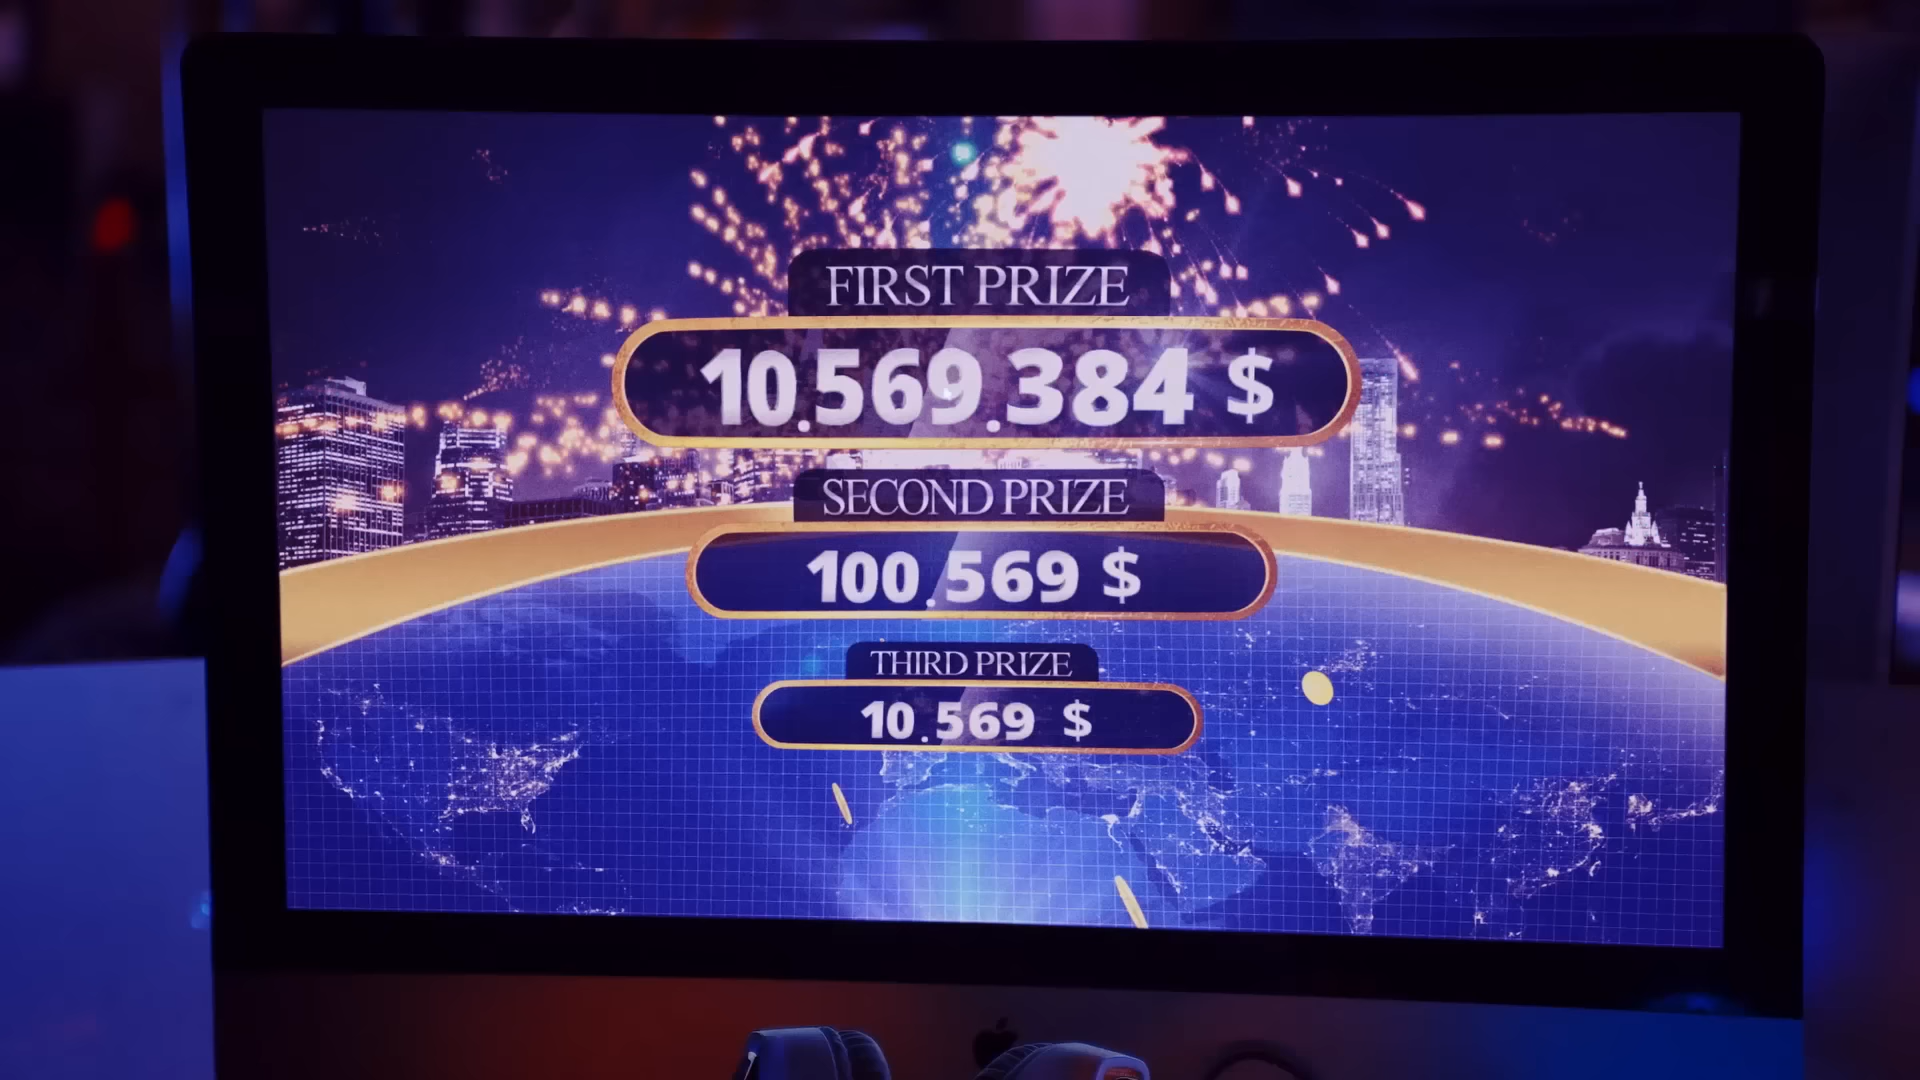 FIRST PRIZE
10.569.384 $
SECOND PRIZE
100.569 $
THIRD PRIZE
10.569 $